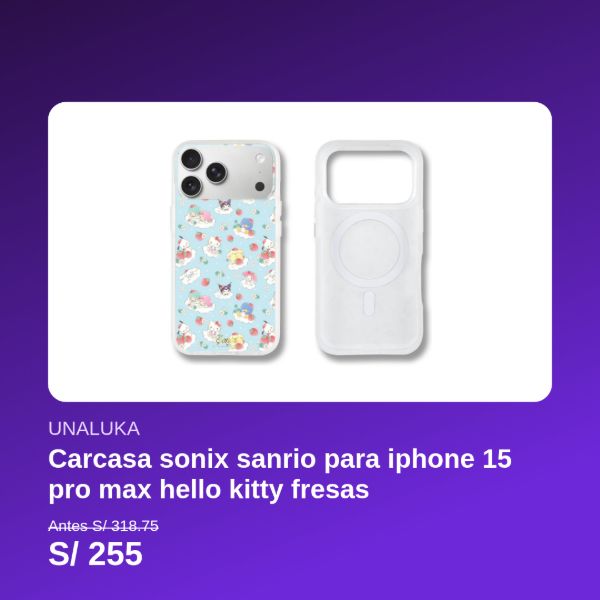 UNALUKA
Carcasa sonix sanrio para iphone 15
pro max hello kitty fresas
Antes S/ 318.75
S/ 255